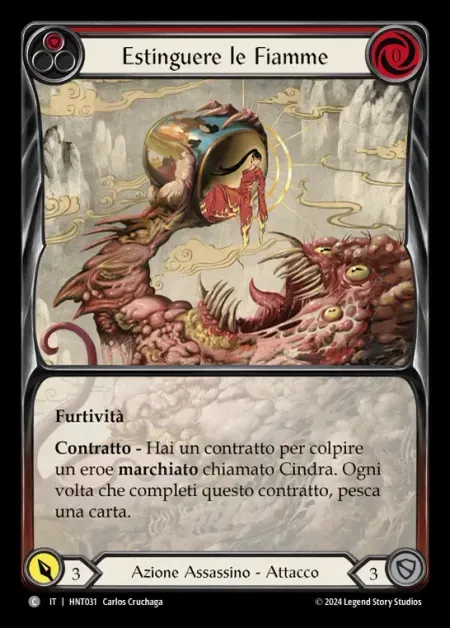 0
Estinguere le Fiamme
Furtività
Contratto - Hai un contratto per colpire
un eroe marchiato chiamato Cindra. Ogni
volta che completi questo contratto, pesca
una carta.
3
Azione Assassino - Attacco
3
C IT | HNT031 Carlos Cruchaga
© 2024 Legend Story Studios